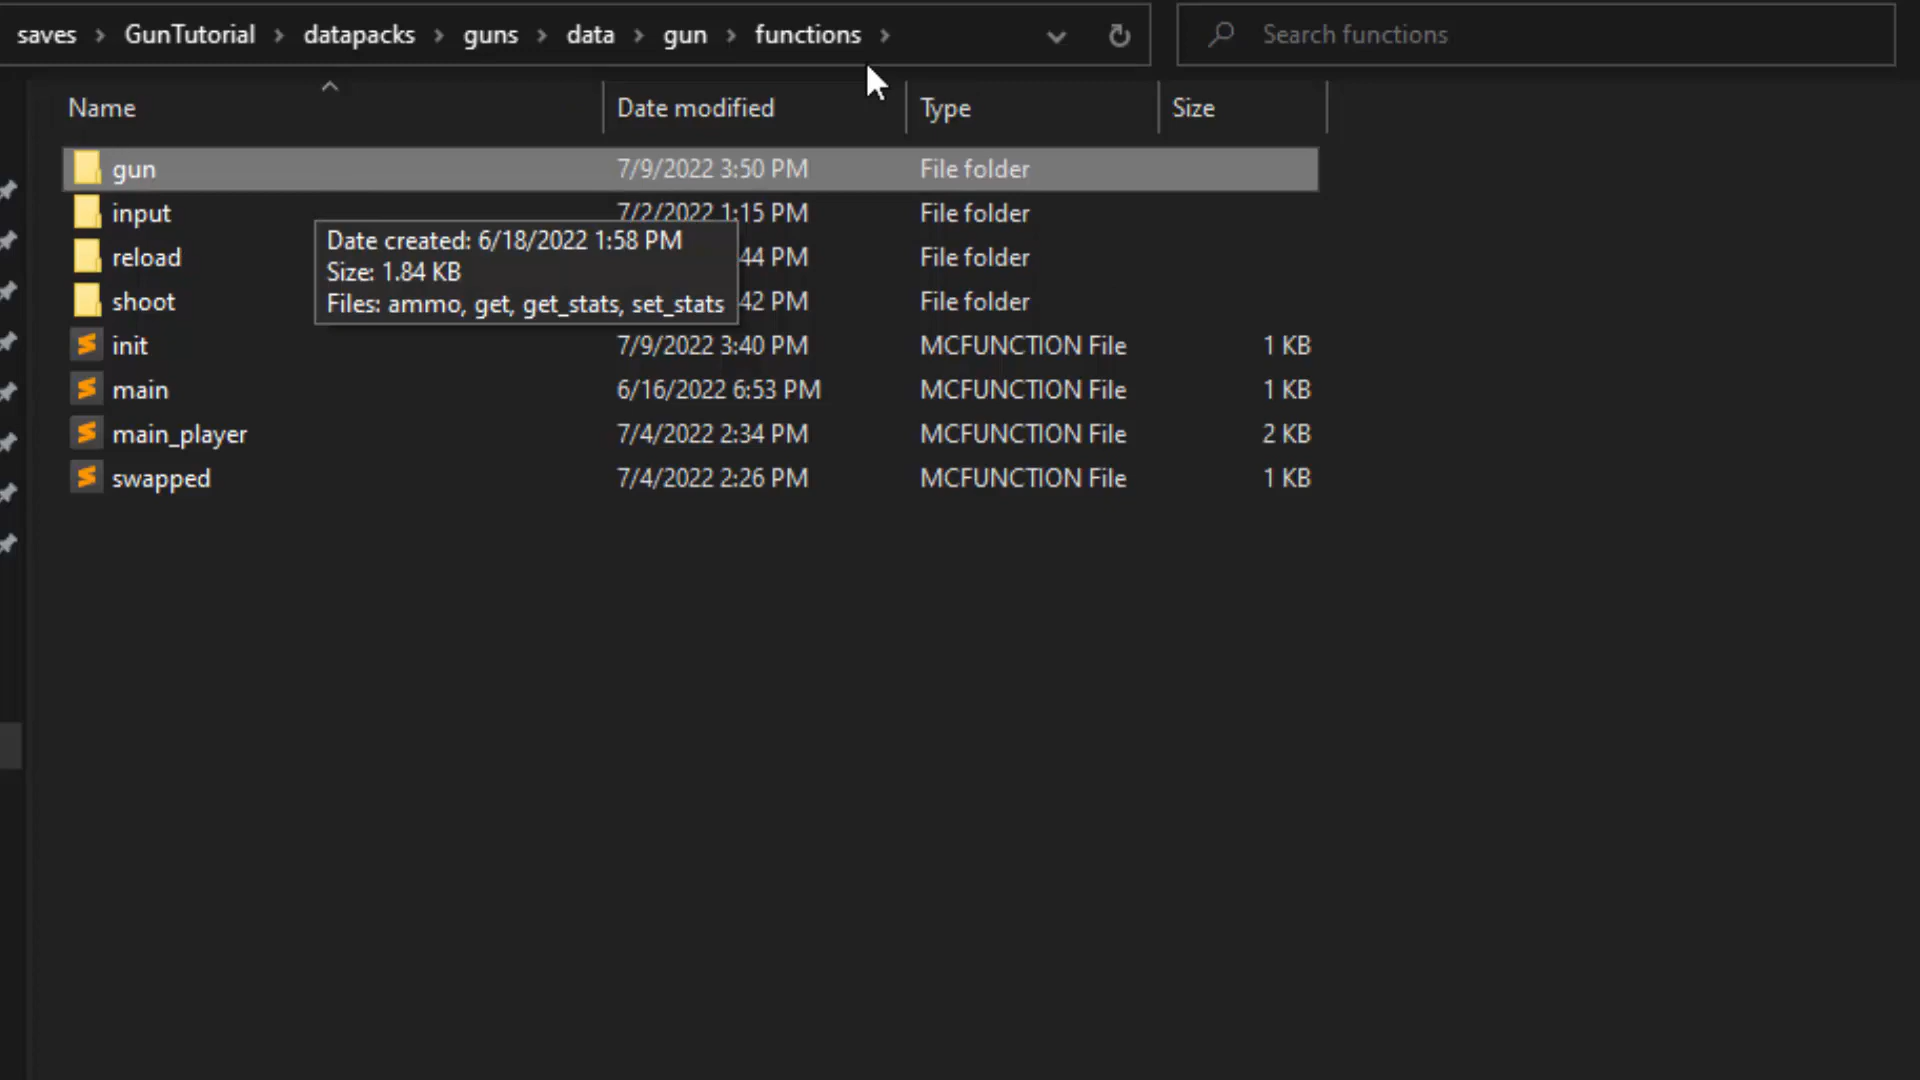 saves › GunTutorial › datapacks › guns › data › gun › functions ›
Search functions
Name Date modified Type Size
gun 7/9/2022 3:50 PM File folder
input 7/2/2022 1:15 PM File folder
reload 44 PM File folder
shoot 42 PM File folder
Date created: 6/18/2022 1:58 PM
Size: 1.84 KB
Files: ammo, get, get_stats, set_stats
init 7/9/2022 3:40 PM MCFUNCTION File 1 KB
main 6/16/2022 6:53 PM MCFUNCTION File 1 KB
main_player 7/4/2022 2:34 PM MCFUNCTION File 2 KB
swapped 7/4/2022 2:26 PM MCFUNCTION File 1 KB